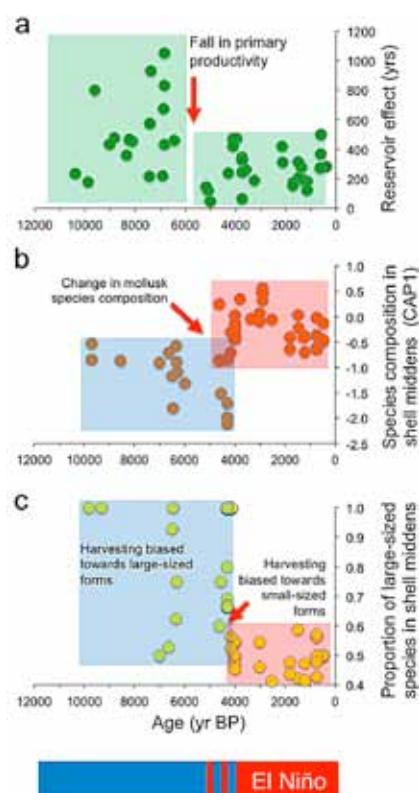 a
Fall in primary
productivity
1200
1000
800
600
400
200
0
Reservoir effect (yrs)
12000 10000 8000 6000 4000 2000 0
b
Change in mollusk
species composition
1.0
0.5
0.0
-0.5
-1.0
-1.5
-2.0
-2.5
Species composition in
shell middens (CAP1)
12000 10000 8000 6000 4000 2000 0
c
Harvesting biased
towards large-sized
forms
Harvesting
biased towards
small-sized
forms
1.0
0.9
0.8
0.7
0.6
0.5
0.4
Proportion of large-sized
species in shell middens
12000 10000 8000 6000 4000 2000 0
Age (yr BP)
El Niño